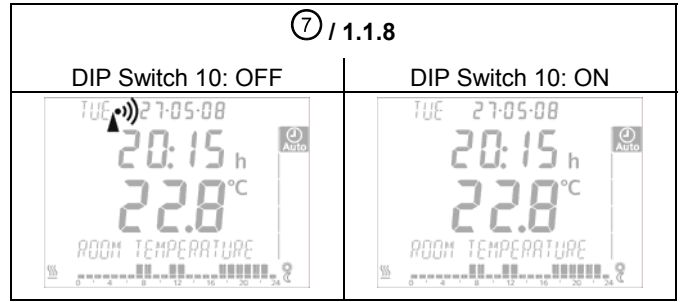 ⑦ / 1.1.8
DIP Switch 10: OFF
DIP Switch 10: ON
TUE 27-05-08
20:15 h
Auto
22.8 °C
ROOM TEMPERATURE
0 4 8 12 16 20 24
TUE 27-05-08
20:15 h
Auto
22.8 °C
ROOM TEMPERATURE
0 4 8 12 16 20 24